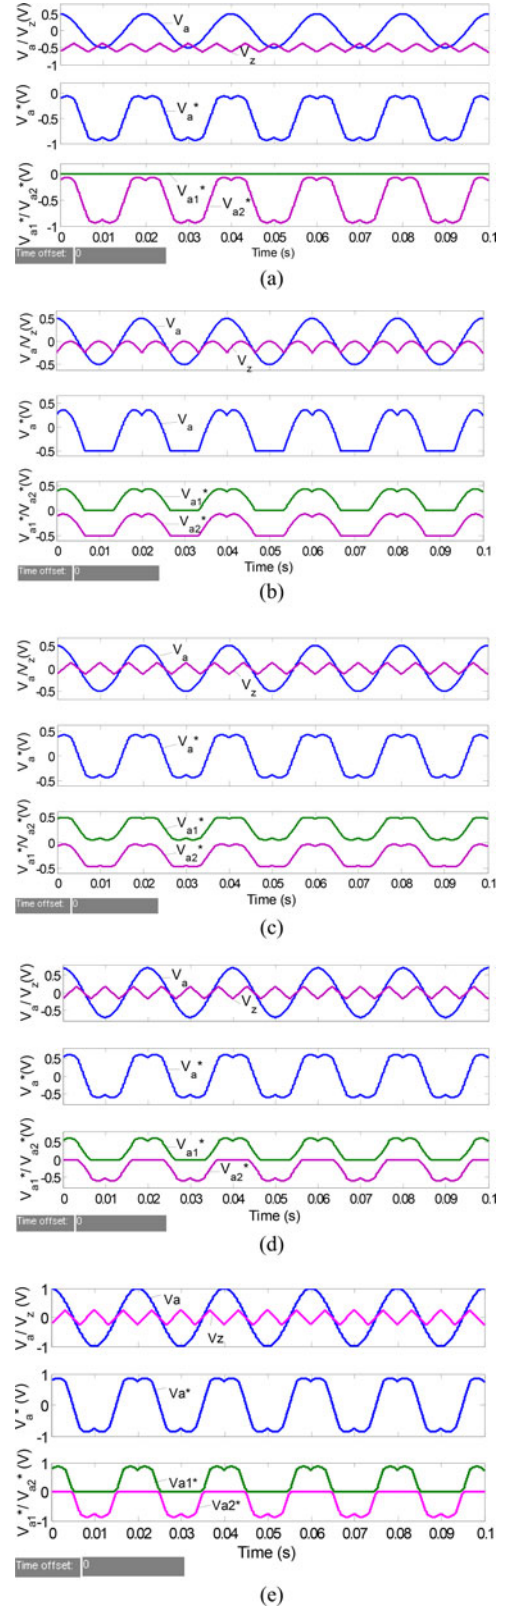 V_a / V_z(V)
0.5
0
-0.5
-1
V_a
V_z
V_a*(V)
0
-0.5
-1
V_a*
V_a1*/V_a2*(V)
0
-0.5
-1
V_a1*
V_a2*
0 0.01 0.02 0.03 0.04 0.05 0.06 0.07 0.08 0.09 0.1
Time offset: 0
Time (s)
(a)
V_a/V_z(V)
0.5
0
-0.5
V_a
V_z
V_a*(V)
0.5
0
-0.5
V_a
V_a1*/V_a2*(V)
0.5
0
-0.5
V_a1*
V_a2*
0 0.01 0.02 0.03 0.04 0.05 0.06 0.07 0.08 0.09 0.1
Time (s)
Time offset: 0
(b)
V_a/V_z(V)
0.5
0
-0.5
V_a
V_z
V_a*(V)
0.5
0
-0.5
V_a*
V_a1*/V_a2*(V)
0.5
0
-0.5
V_a1*
V_a2*
0 0.01 0.02 0.03 0.04 0.05 0.06 0.07 0.08 0.09 0.1
Time (s)
Time offset: 0
(c)
V_a / V_z(V)
0.5
0
-0.5
V_a
V_z
V_a*(V)
0.5
0
-0.5
V_a*
V_a1*/ V_a2*(V)
0.5
0
-0.5
V_a1*
V_a2*
0 0.01 0.02 0.03 0.04 0.05 0.06 0.07 0.08 0.09 0.1
Time (s)
Time offset: 0
(d)
V_a / V_z (V)
1
0
-1
Va
Vz
V_a* (V)
1
0
-1
Va*
V_a1*/ V_a2* (V)
1
0
-1
Va1*
Va2*
0 0.01 0.02 0.03 0.04 0.05 0.06 0.07 0.08 0.09 0.1
Time (s)
Time offset: 0
(e)